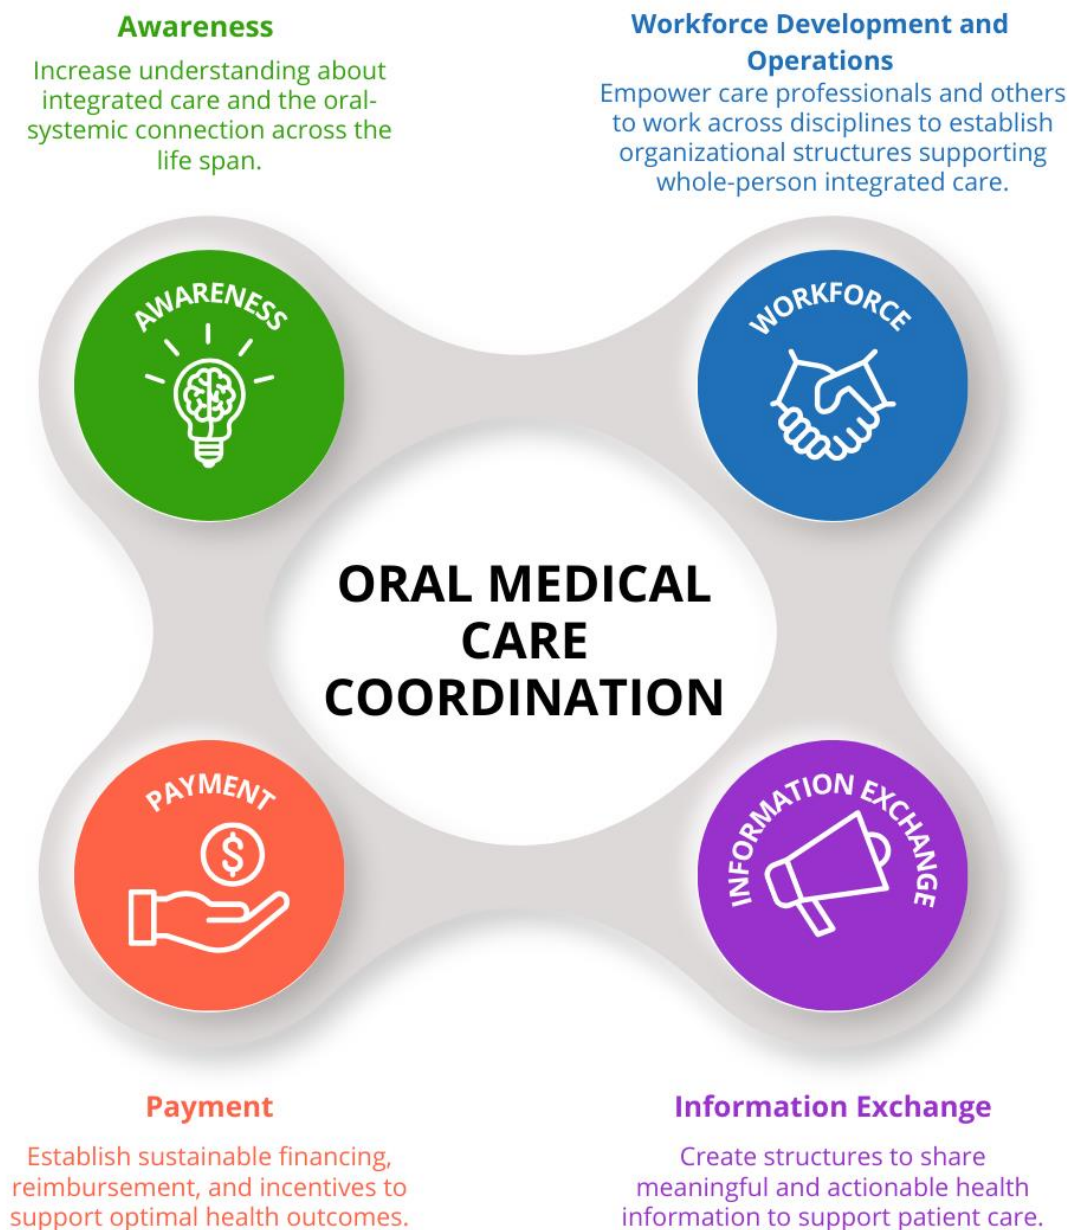 Awareness
Increase understanding about
integrated care and the oral-
systemic connection across the
life span.
Workforce Development and
Operations
Empower care professionals and others
to work across disciplines to establish
organizational structures supporting
whole-person integrated care.
AWARENESS
WORKFORCE
ORAL MEDICAL
CARE
COORDINATION
PAYMENT
$
INFORMATION EXCHANGE
Payment
Establish sustainable financing,
reimbursement, and incentives to
support optimal health outcomes.
Information Exchange
Create structures to share
meaningful and actionable health
information to support patient care.